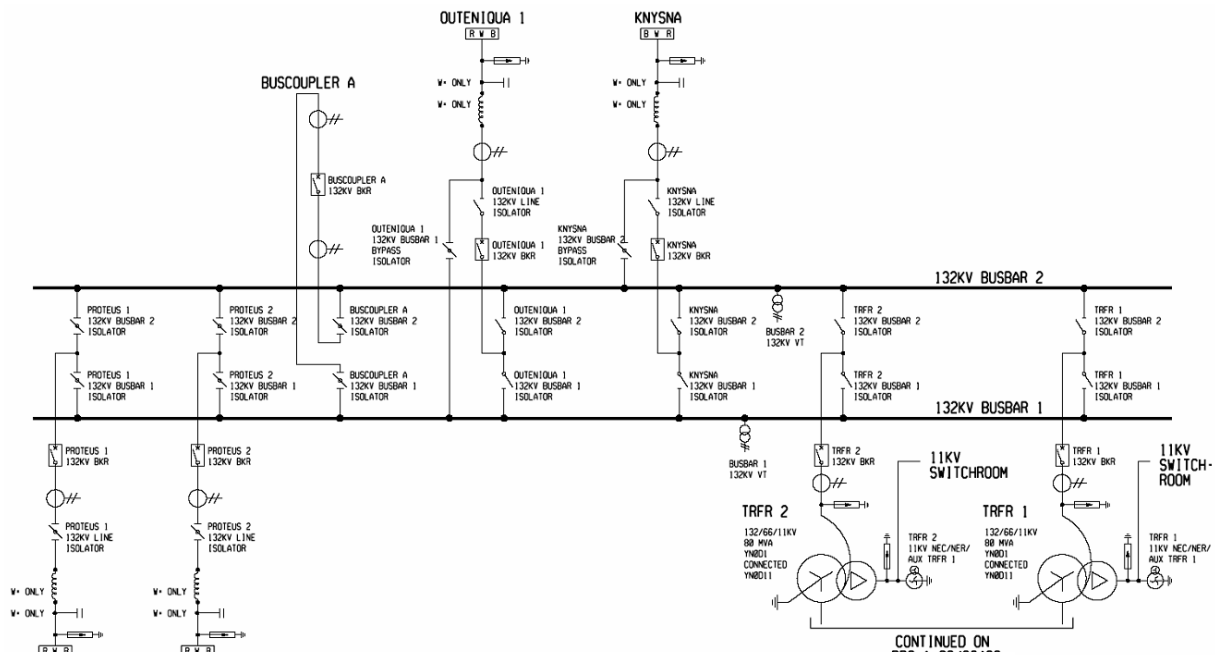 OUTENIQUA 1
KNYSNA
R W B
B W R
BUSCOUPLER A
W∙ ONLY
W∙ ONLY
W∙ ONLY
W∙ ONLY
BUSCOUPLER A
132KV BKR
OUTENIQUA 1
132KV LINE
ISOLATOR
KNYSNA
132KV LINE
ISOLATOR
OUTENIQUA 1
132KV BUSBAR 1
BYPASS
ISOLATOR
OUTENIQUA 1
132KV BKR
KNYSNA
132KV BUSBAR 2
BYPASS
ISOLATOR
KNYSNA
132KV BKR
132KV BUSBAR 2
PROTEUS 1
132KV BUSBAR 2
ISOLATOR
PROTEUS 2
132KV BUSBAR 2
ISOLATOR
BUSCOUPLER A
132KV BUSBAR 2
ISOLATOR
OUTENIQUA 1
132KV BUSBAR 2
ISOLATOR
KNYSNA
132KV BUSBAR 2
ISOLATOR
BUSBAR 2
132KV VT
TRFR 2
132KV BUSBAR 2
ISOLATOR
TRFR 1
132KV BUSBAR 2
ISOLATOR
PROTEUS 1
132KV BUSBAR 1
ISOLATOR
PROTEUS 2
132KV BUSBAR 1
ISOLATOR
BUSCOUPLER A
132KV BUSBAR 1
ISOLATOR
OUTENIQUA 1
132KV BUSBAR 1
ISOLATOR
KNYSNA
132KV BUSBAR 1
ISOLATOR
TRFR 2
132KV BUSBAR 1
ISOLATOR
TRFR 1
132KV BUSBAR 1
ISOLATOR
132KV BUSBAR 1
PROTEUS 1
132KV BKR
PROTEUS 2
132KV BKR
BUSBAR 1
132KV VT
TRFR 2
132KV BKR
11KV
SWITCHROOM
TRFR 1
132KV BKR
11KV
SWITCH-
ROOM
PROTEUS 1
132KV LINE
ISOLATOR
PROTEUS 2
132KV LINE
ISOLATOR
TRFR 2
132/66/11KV
80 MVA
YN0D1
CONNECTED
YN0D11
TRFR 2
11KV NEC/NER/
AUX TRFR 1
TRFR 1
132/66/11KV
80 MVA
YN0D1
CONNECTED
YN0D11
TRFR 1
11KV NEC/NER/
AUX TRFR 1
W∙ ONLY
W∙ ONLY
W∙ ONLY
W∙ ONLY
R W B
R W B
CONTINUED ON